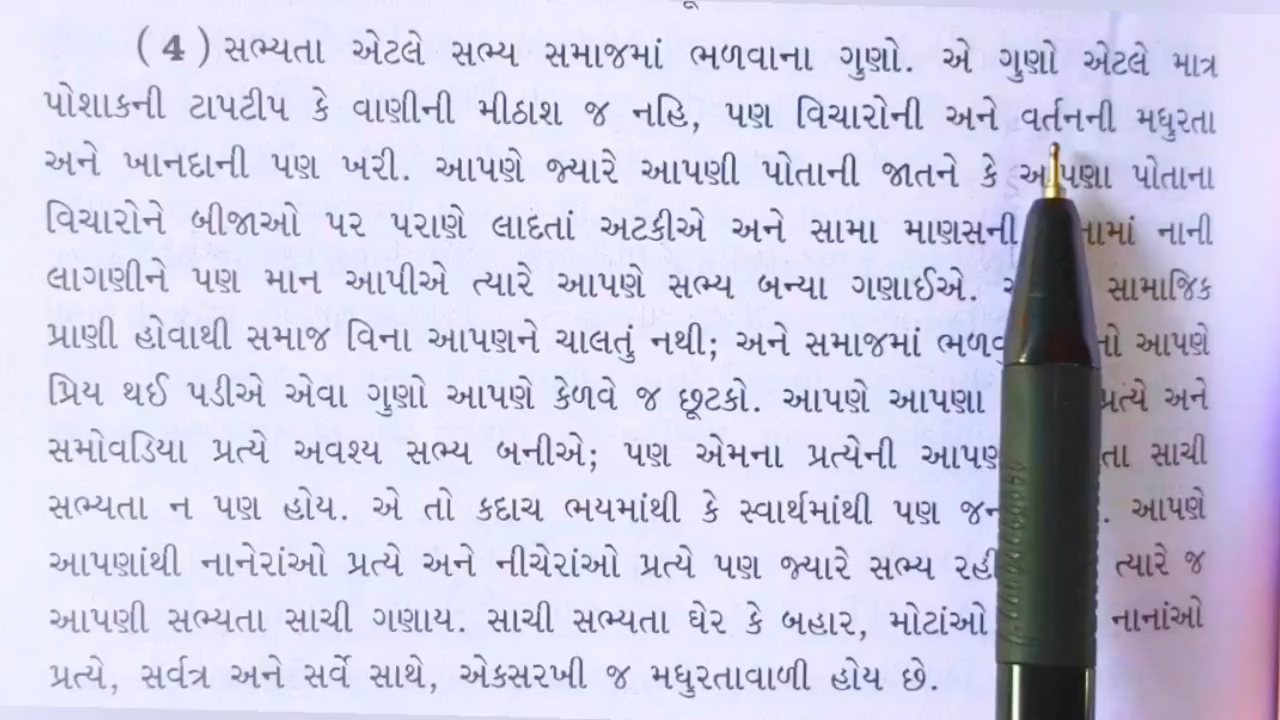 ( 4 ) સભ્યતા એટલે સભ્ય સમાજમાં ભળવાના ગુણો. એ ગુણો એટલે માત્ર
પોશાકની ટાપટીપ કે વાણીની મીઠાશ જ નહિ, પણ વિચારોની અને વર્તનની મધુરતા
અને ખાનદાની પણ ખરી. આપણે જ્યારે આપણી પોતાની જાતને કે આપણા પોતાના
વિચારોને બીજાઓ પર પરાણે લાદતાં અટકીએ અને સામા માણસની નાની
લાગણીને પણ માન આપીએ ત્યારે આપણે સભ્ય બન્યા ગણાઈએ. સામાજિક
પ્રાણી હોવાથી સમાજ વિના આપણને ચાલતું નથી; અને સમાજમાં આપણે
પ્રિય થઈ પડીએ એવા ગુણો આપણે કેળવે જ છૂટકો. આપણે આપણા પ્રત્યે અને
સમોવડિયા પ્રત્યે અવશ્ય સભ્ય બનીએ; પણ એમના પ્રત્યેની સાચી
સભ્યતા ન પણ હોય. એ તો કદાચ ભયમાંથી કે સ્વાર્થમાંથી પણ આપણે
આપણાંથી નાનેરાંઓ પ્રત્યે અને નીચેરાંઓ પ્રત્યે પણ જ્યારે સભ્ય ત્યારે જ
આપણી સભ્યતા સાચી ગણાય. સાચી સભ્યતા ઘેર કે બહાર, મોટાંઓ નાનાંઓ
પ્રત્યે, સર્વત્ર અને સર્વે સાથે, એકસરખી જ મધુરતાવાળી હોય છે.